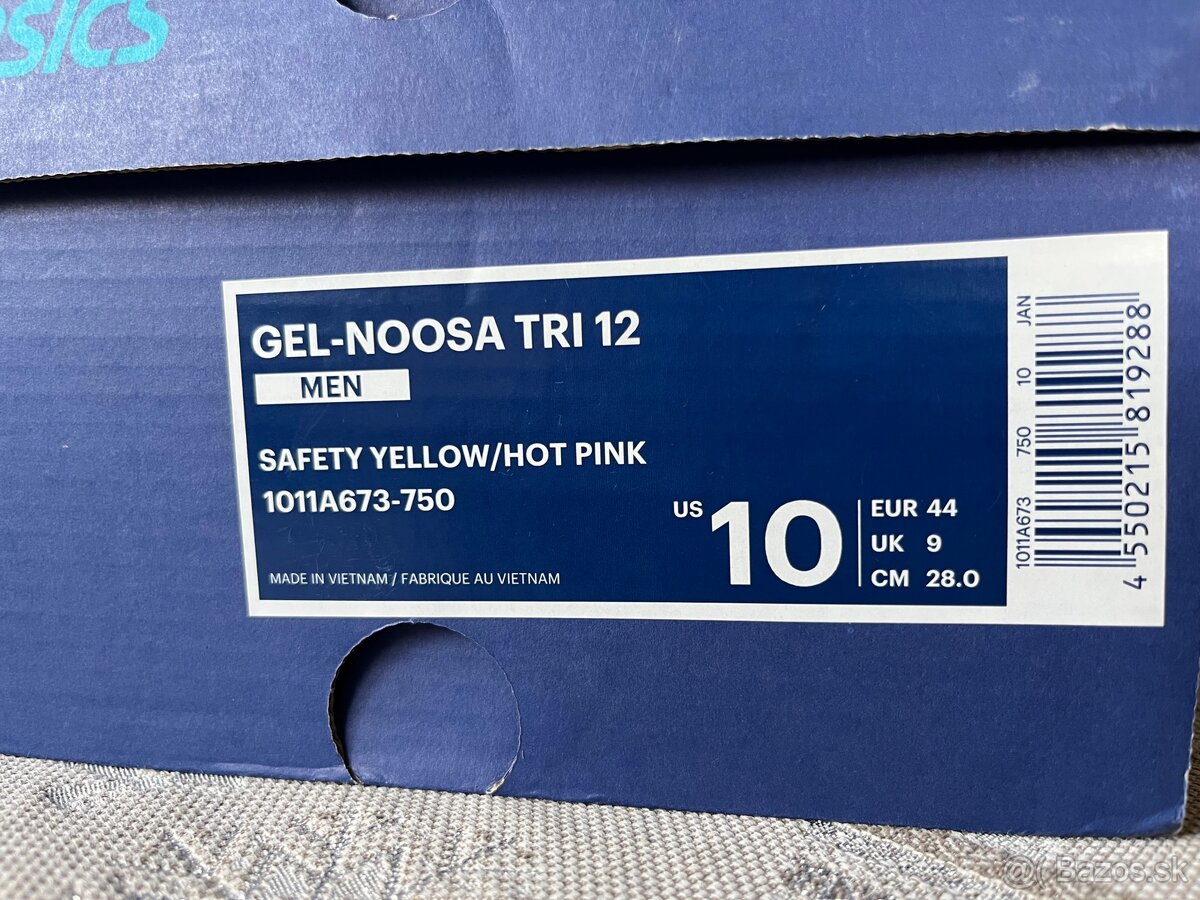 asics
GEL-NOOSA TRI 12
MEN
SAFETY YELLOW/HOT PINK
1011A673-750
US 10
EUR 44
UK 9
CM 28.0
MADE IN VIETNAM / FABRIQUE AU VIETNAM
1011A673 750 10 JAN
4 550215 819288
@ Bazos.sk